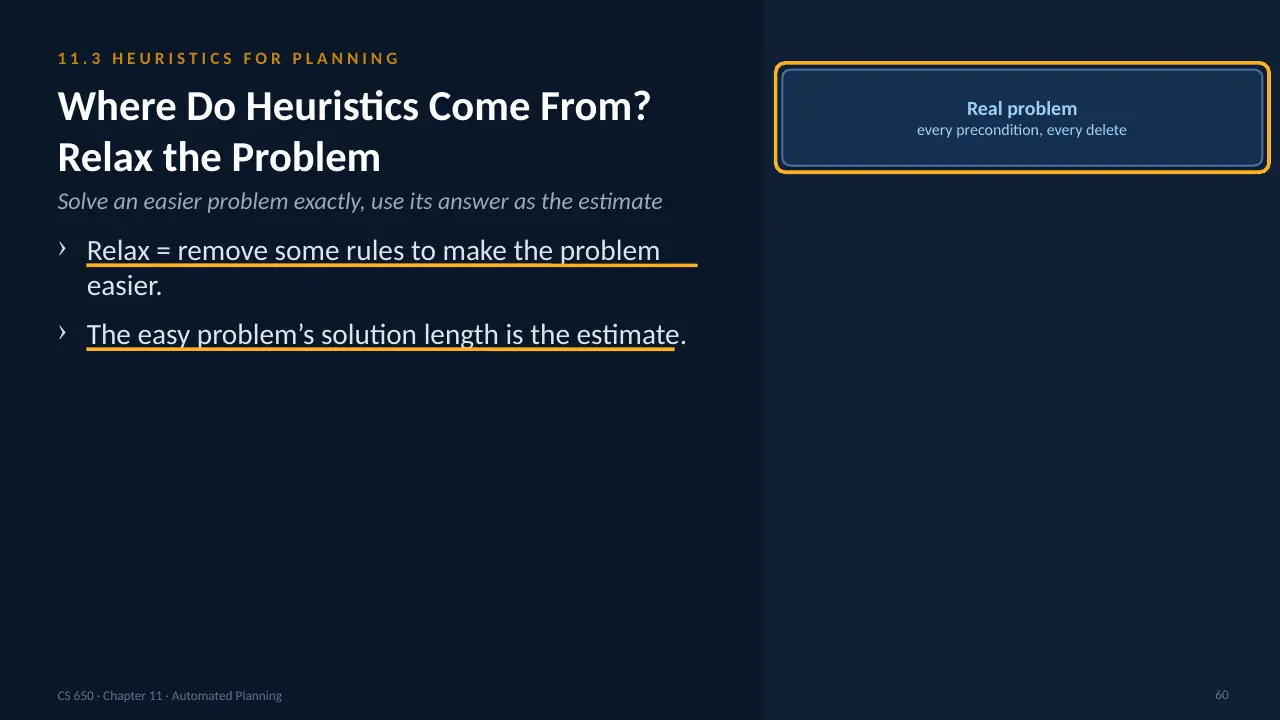 11.3 HEURISTICS FOR PLANNING
Where Do Heuristics Come From?
Relax the Problem
Solve an easier problem exactly, use its answer as the estimate
› Relax = remove some rules to make the problem
easier.
› The easy problem’s solution length is the estimate.
Real problem
every precondition, every delete
CS 650 · Chapter 11 · Automated Planning
60